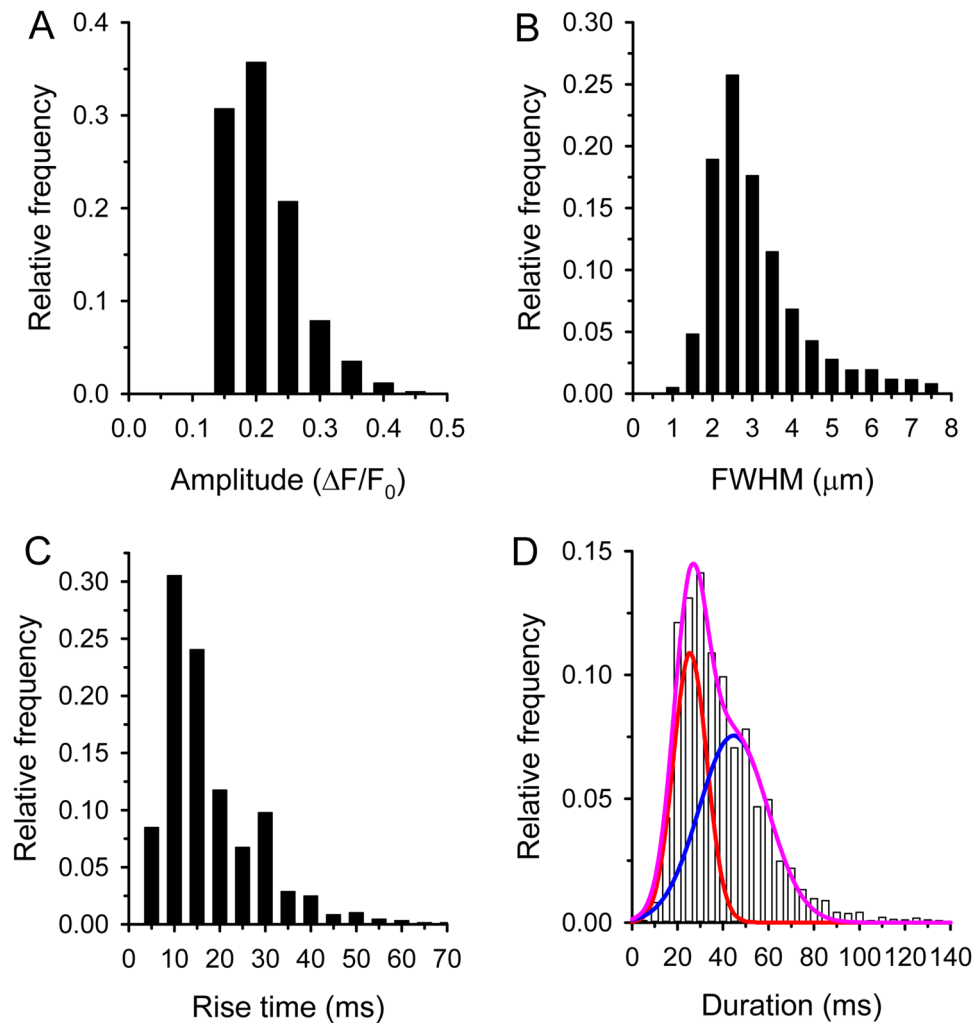 A
Relative frequency
0.4
0.3
0.2
0.1
0.0
0.0 0.1 0.2 0.3 0.4 0.5
Amplitude (ΔF/F0)
B
Relative frequency
0.30
0.25
0.20
0.15
0.10
0.05
0.00
0 1 2 3 4 5 6 7 8
FWHM (μm)
C
Relative frequency
0.30
0.25
0.20
0.15
0.10
0.05
0.00
0 10 20 30 40 50 60 70
Rise time (ms)
D
Relative frequency
0.15
0.10
0.05
0.00
0 20 40 60 80 100 120 140
Duration (ms)